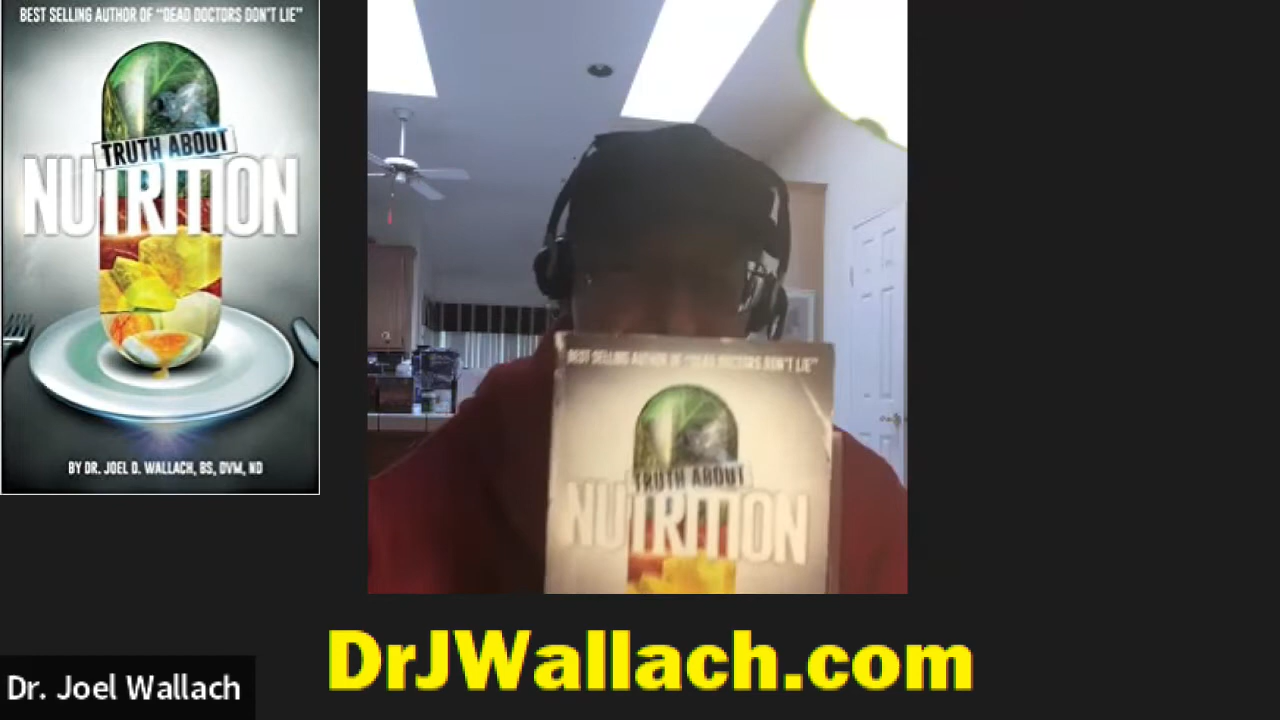 BEST SELLING AUTHOR OF "DEAD DOCTORS DON'T LIE"
TRUTH ABOUT
NUTRITION
BY DR. JOEL D. WALLACH, BS, DVM, ND
BEST SELLING AUTHOR OF "DEAD DOCTORS DON'T LIE"
TRUTH ABOUT
NUTRITION
DrJWallach.com
Dr. Joel Wallach